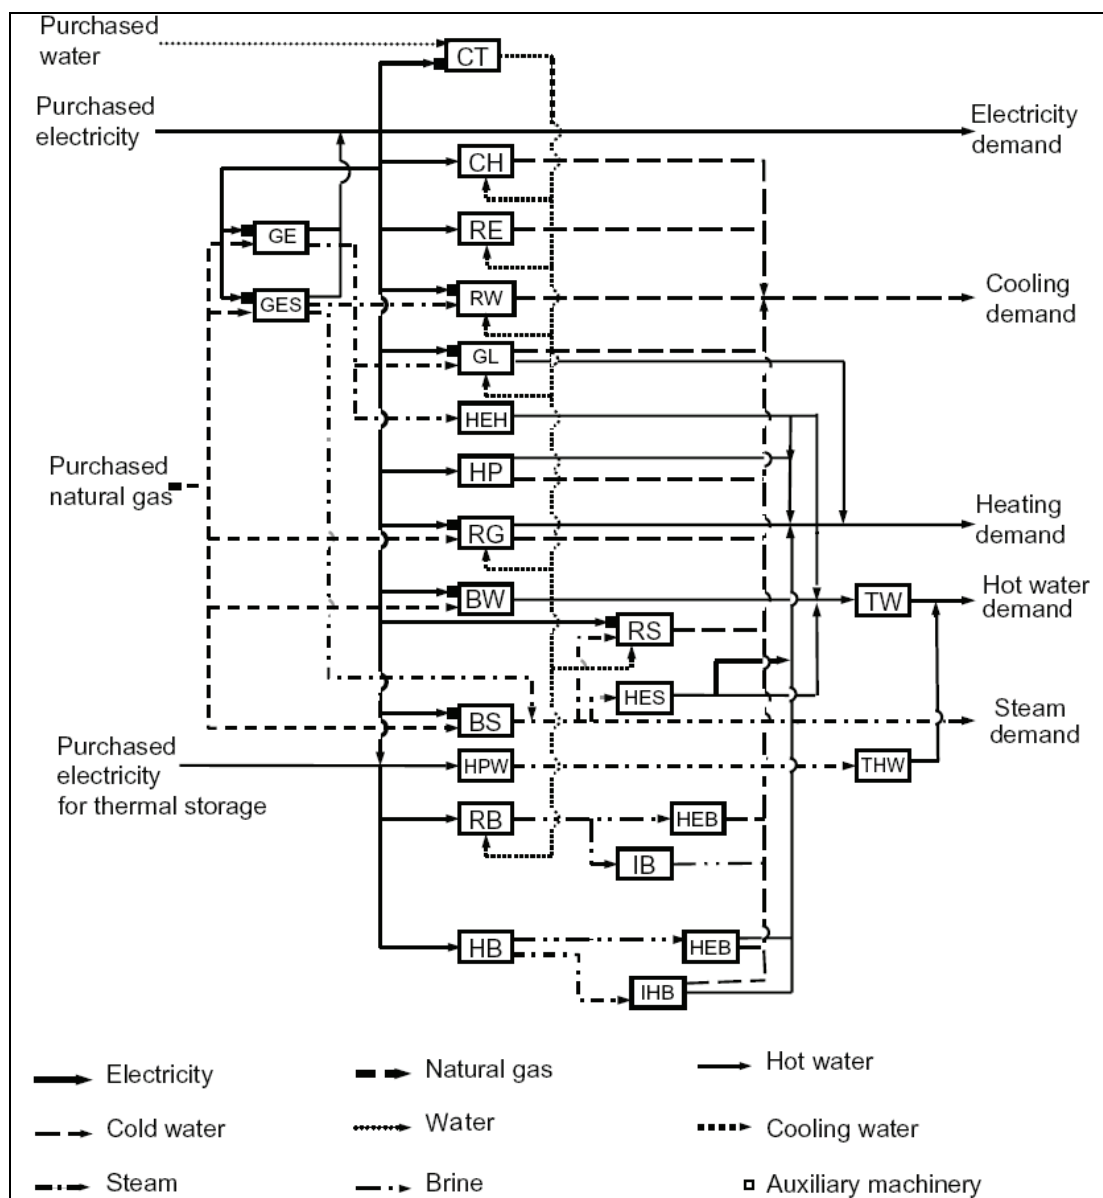 Purchased
water
CT
Purchased
electricity
Electricity
demand
CH
RE
GE
GES
RW
Cooling
demand
GL
HEH
Purchased
natural gas
HP
Heating
demand
RG
Hot water
demand
BW
TW
RS
HES
BS
Steam
demand
Purchased
electricity
for thermal storage
HPW
THW
RB
HEB
IB
HB
HEB
IHB
Electricity
Natural gas
Hot water
Cold water
Water
Cooling water
Steam
Brine
Auxiliary machinery